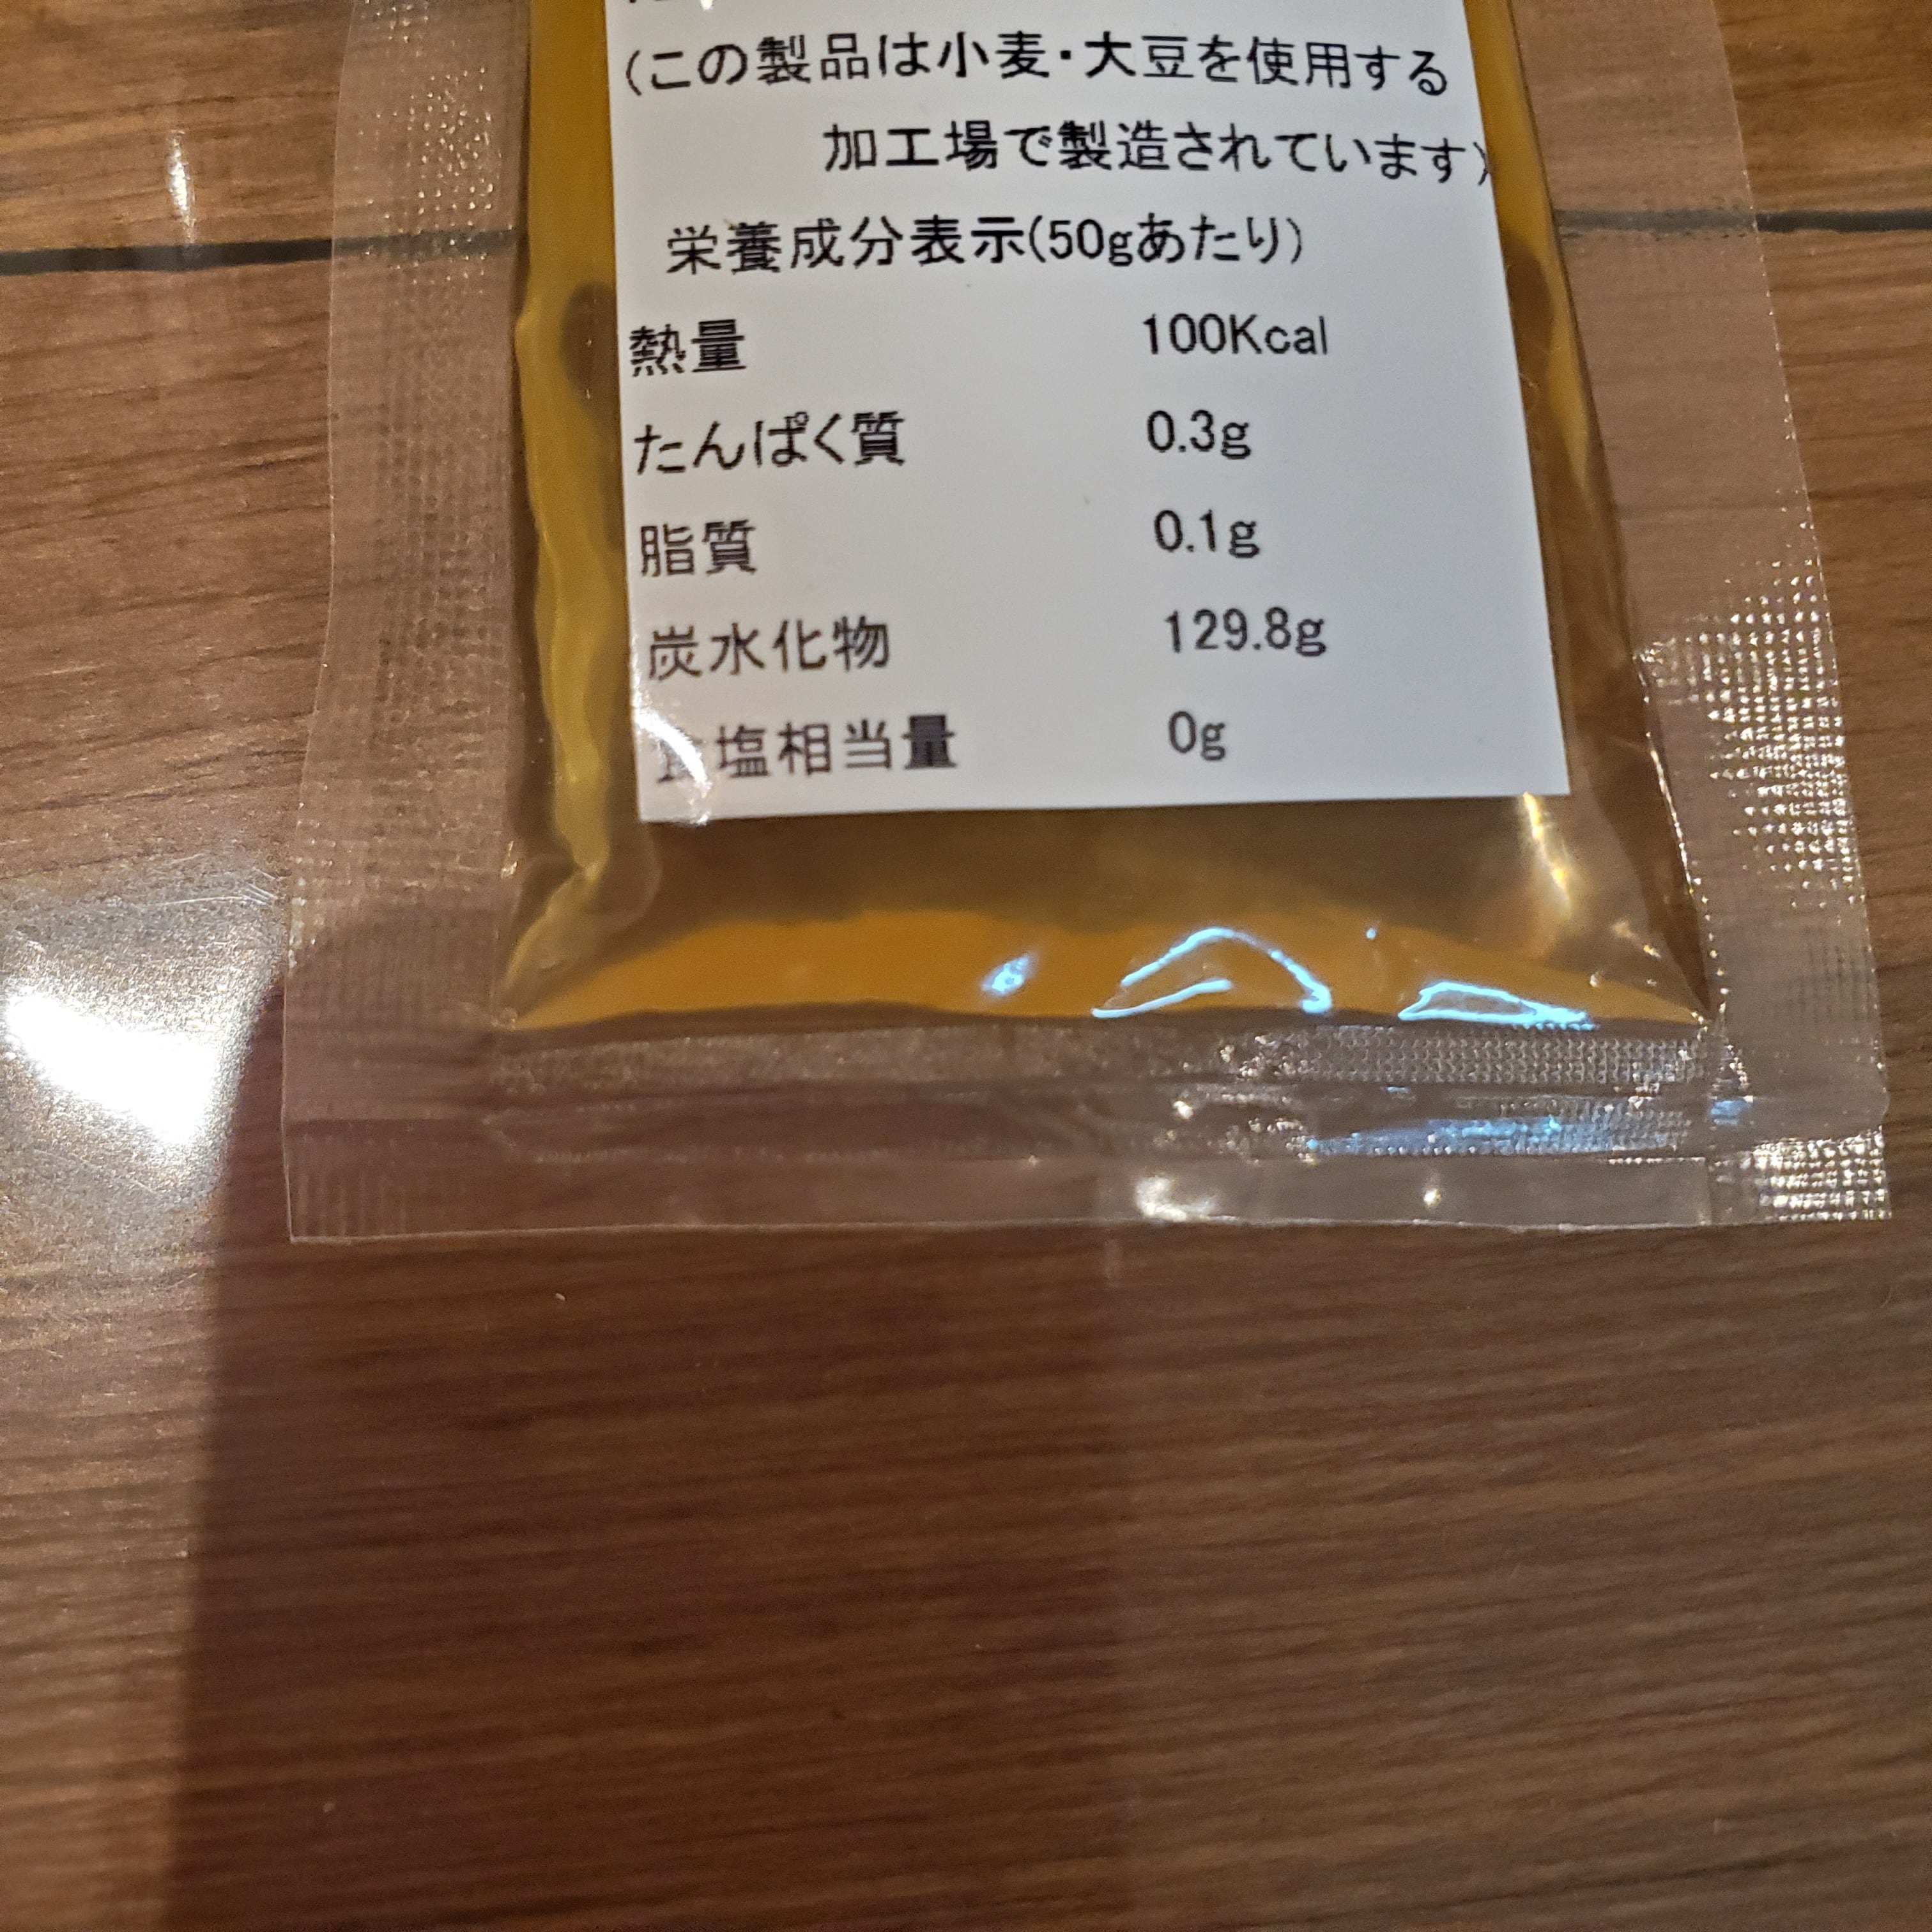 (この製品は小麦・大豆を使用する
加工場で製造されています)
栄養成分表示(50gあたり)
熱量 100Kcal
たんぱく質 0.3g
脂質 0.1g
炭水化物 129.8g
食塩相当量 0g